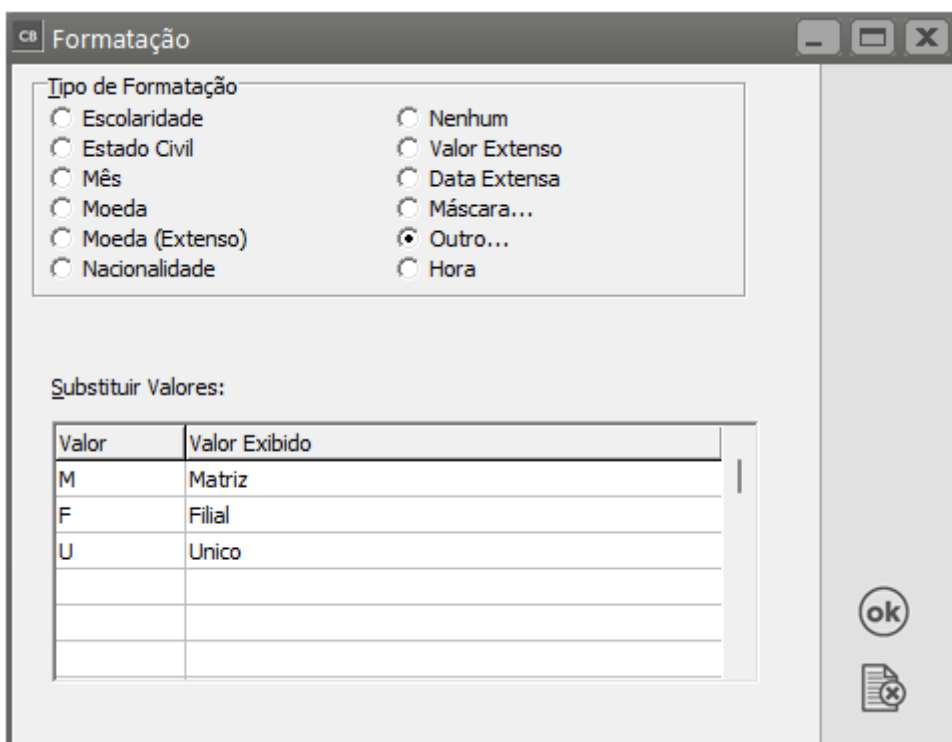 CB Formatação
Tipo de Formatação
Escolaridade
Estado Civil
Mês
Moeda
Moeda (Extenso)
Nacionalidade
Nenhum
Valor Extenso
Data Extensa
Máscara...
Outro...
Hora
Substituir Valores:
Valor Valor Exibido
M Matriz
F Filial
U Unico
ok